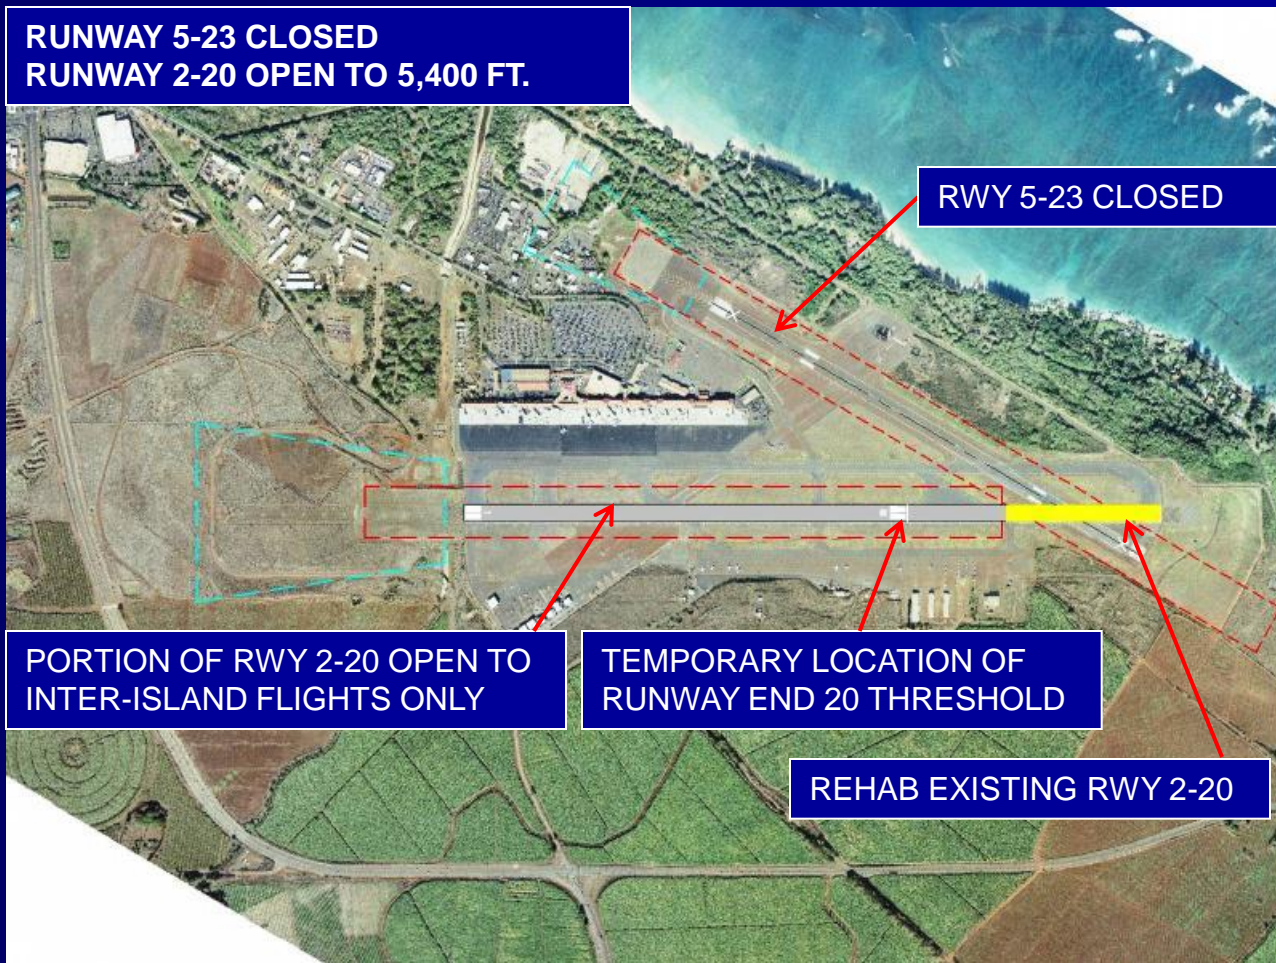 RUNWAY 5-23 CLOSED
RUNWAY 2-20 OPEN TO 5,400 FT.
RWY 5-23 CLOSED
PORTION OF RWY 2-20 OPEN TO
INTER-ISLAND FLIGHTS ONLY
TEMPORARY LOCATION OF
RUNWAY END 20 THRESHOLD
REHAB EXISTING RWY 2-20